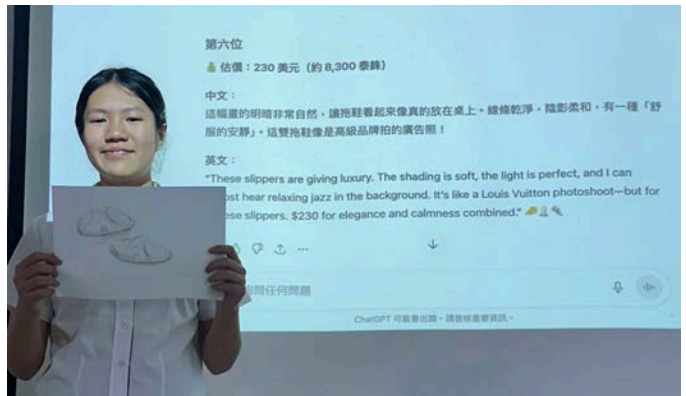 第六位
💰 估價：230 美元（約 8,300 泰銖）
中文：
這幅畫的明暗非常自然，讓拖鞋看起來像真的放在桌上。線條乾淨，陰影柔和，有一種「舒
服的安靜」。這雙拖鞋像是高級品牌拍的廣告照！
英文：
"These slippers are giving luxury. The shading is soft, the light is perfect, and I can
ost hear relaxing jazz in the background. It's like a Louis Vuitton photoshoot—but for
ese slippers. $230 for elegance and calmness combined."
問任何問題
ChatGPT 可能會出錯。請查核重要資訊。